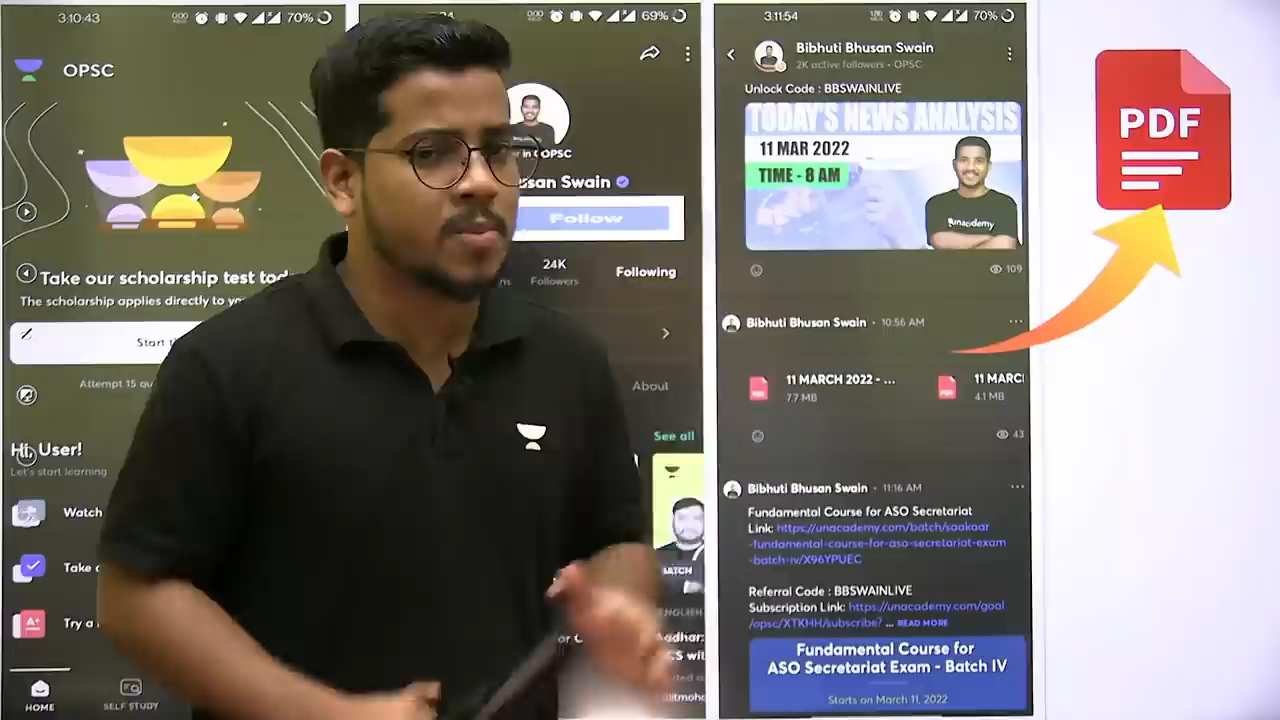 3:10:43
70%
OPSC
Take our scholarship test
The scholarship applies directly to
Start
Attempt 15
Hi, User!
Let's start learning
Watch
Take
Try a
HOME
SELF STUDY
69%
OPSC
Swain
Follow
24K
Followers
Following
About
See all
BATCH
3:11:54
70%
Bibhuti Bhusan Swain
2K active followers • OPSC
Unlock Code : BBSWAINLIVE
TODAY'S NEWS ANALYSIS
11 MAR 2022
TIME - 8 AM
unacademy
109
Bibhuti Bhusan Swain • 10:56 AM
11 MARCH 2022 - ...
7.7 MB
11 MARCI
4.1 MB
43
Bibhuti Bhusan Swain • 11:16 AM
Fundamental Course for ASO Secretariat
Link: https://unacademy.com/batch/saakaar
-fundamental-course-for-aso-secretariat-exam
-batch-iv/X96YPUEC
Referral Code : BBSWAINLIVE
Subscription Link: https://unacademy.com/goal
/opsc/XTKHH/subscribe? ... READ MORE
Fundamental Course for
ASO Secretariat Exam - Batch IV
Starts on March 11, 2022
PDF